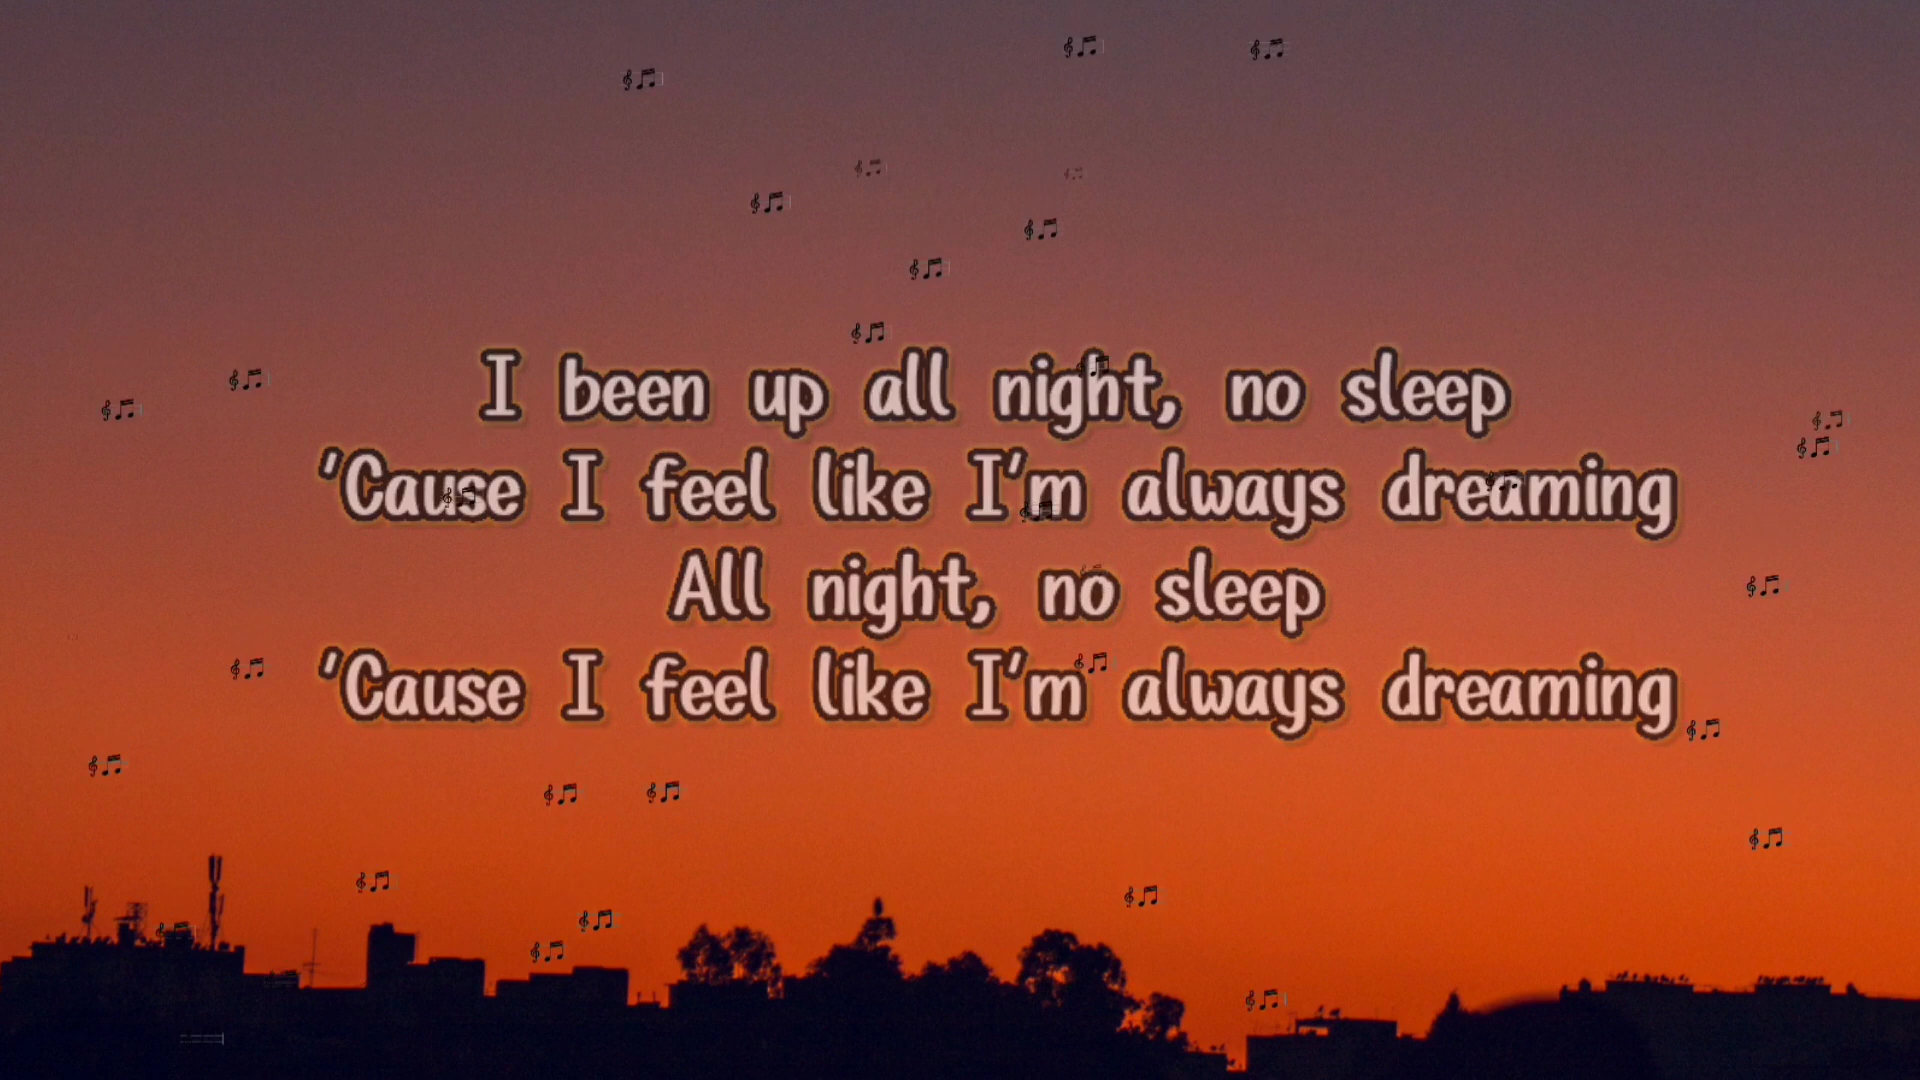 I been up all night, no sleep
'Cause I feel like I'm always dreaming
All night, no sleep
'Cause I feel like I'm always dreaming